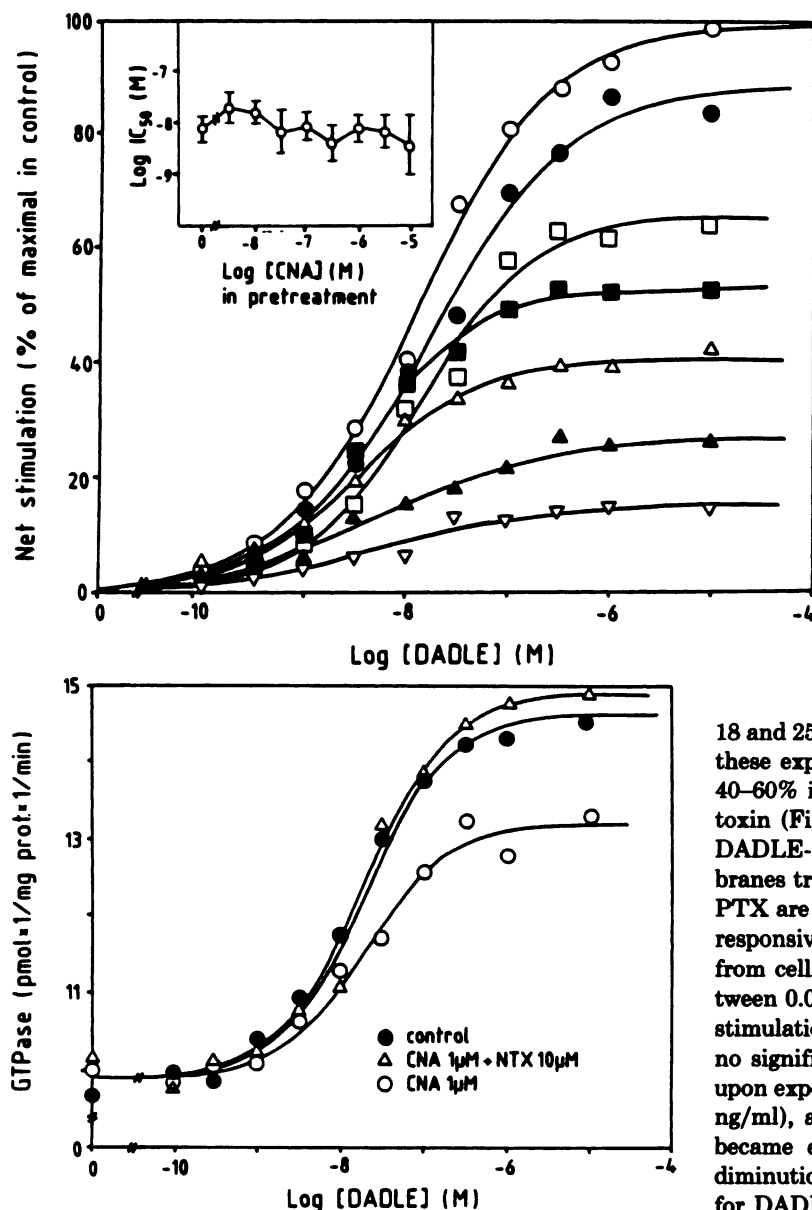 Net stimulation (% of maximal in control)
100
80
60
40
20
0
0
-10
-8
-6
-4
Log [DADLE] (M)
Log IC50 (M)
-7
-8
-9
0
-8
-7
-6
-5
Log [CNA] (M)
in pretreatment
GTPase (pmol×1/mg prot.×1/min)
15
13
11
0
0
-10
-8
-6
-4
Log [DADLE] (M)
control
CNA 1µM + NTX 10µM
CNA 1µM
18 and 25
these exp
40–60% i
toxin (Fi
DADLE-
branes tr
PTX are
responsiv
from cell
tween 0.0
stimulatio
no signifi
upon exp
ng/ml), a
became e
diminutio
for DADL